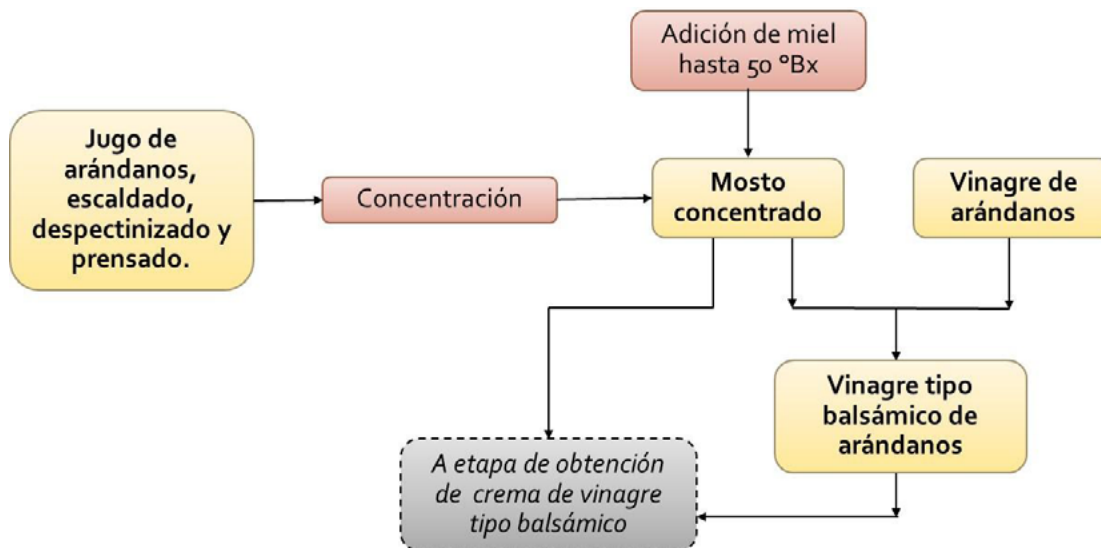 Adición de miel
hasta 50 °Bx
Jugo de
arándanos,
escaldado,
despectinizado y
prensado.
Concentración
Mosto
concentrado
Vinagre de
arándanos
Vinagre tipo
balsámico de
arándanos
A etapa de obtención
de crema de vinagre
tipo balsámico